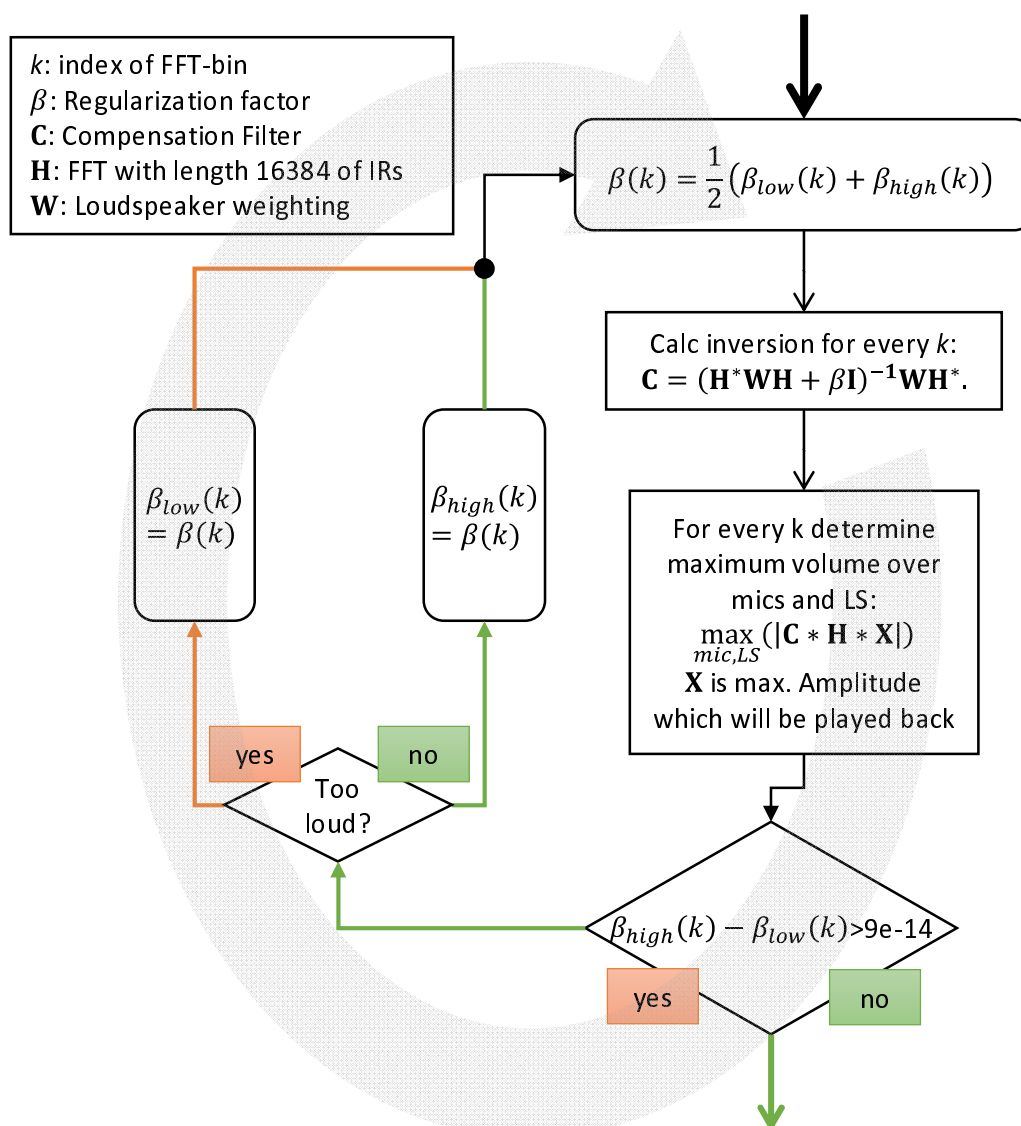 k: index of FFT-bin
β: Regularization factor
C: Compensation Filter
H: FFT with length 16384 of IRs
W: Loudspeaker weighting
β(k) = 1/2 (β_low(k) + β_high(k))
Calc inversion for every k:
C = (H*WH + βI)⁻¹WH*.
For every k determine
maximum volume over
mics and LS:
max(|C * H * X|)
mic,LS
X is max. Amplitude
which will be played back
β_high(k) − β_low(k)>9e-14
yes
no
Too
loud?
yes
no
β_low(k)
= β(k)
β_high(k)
= β(k)